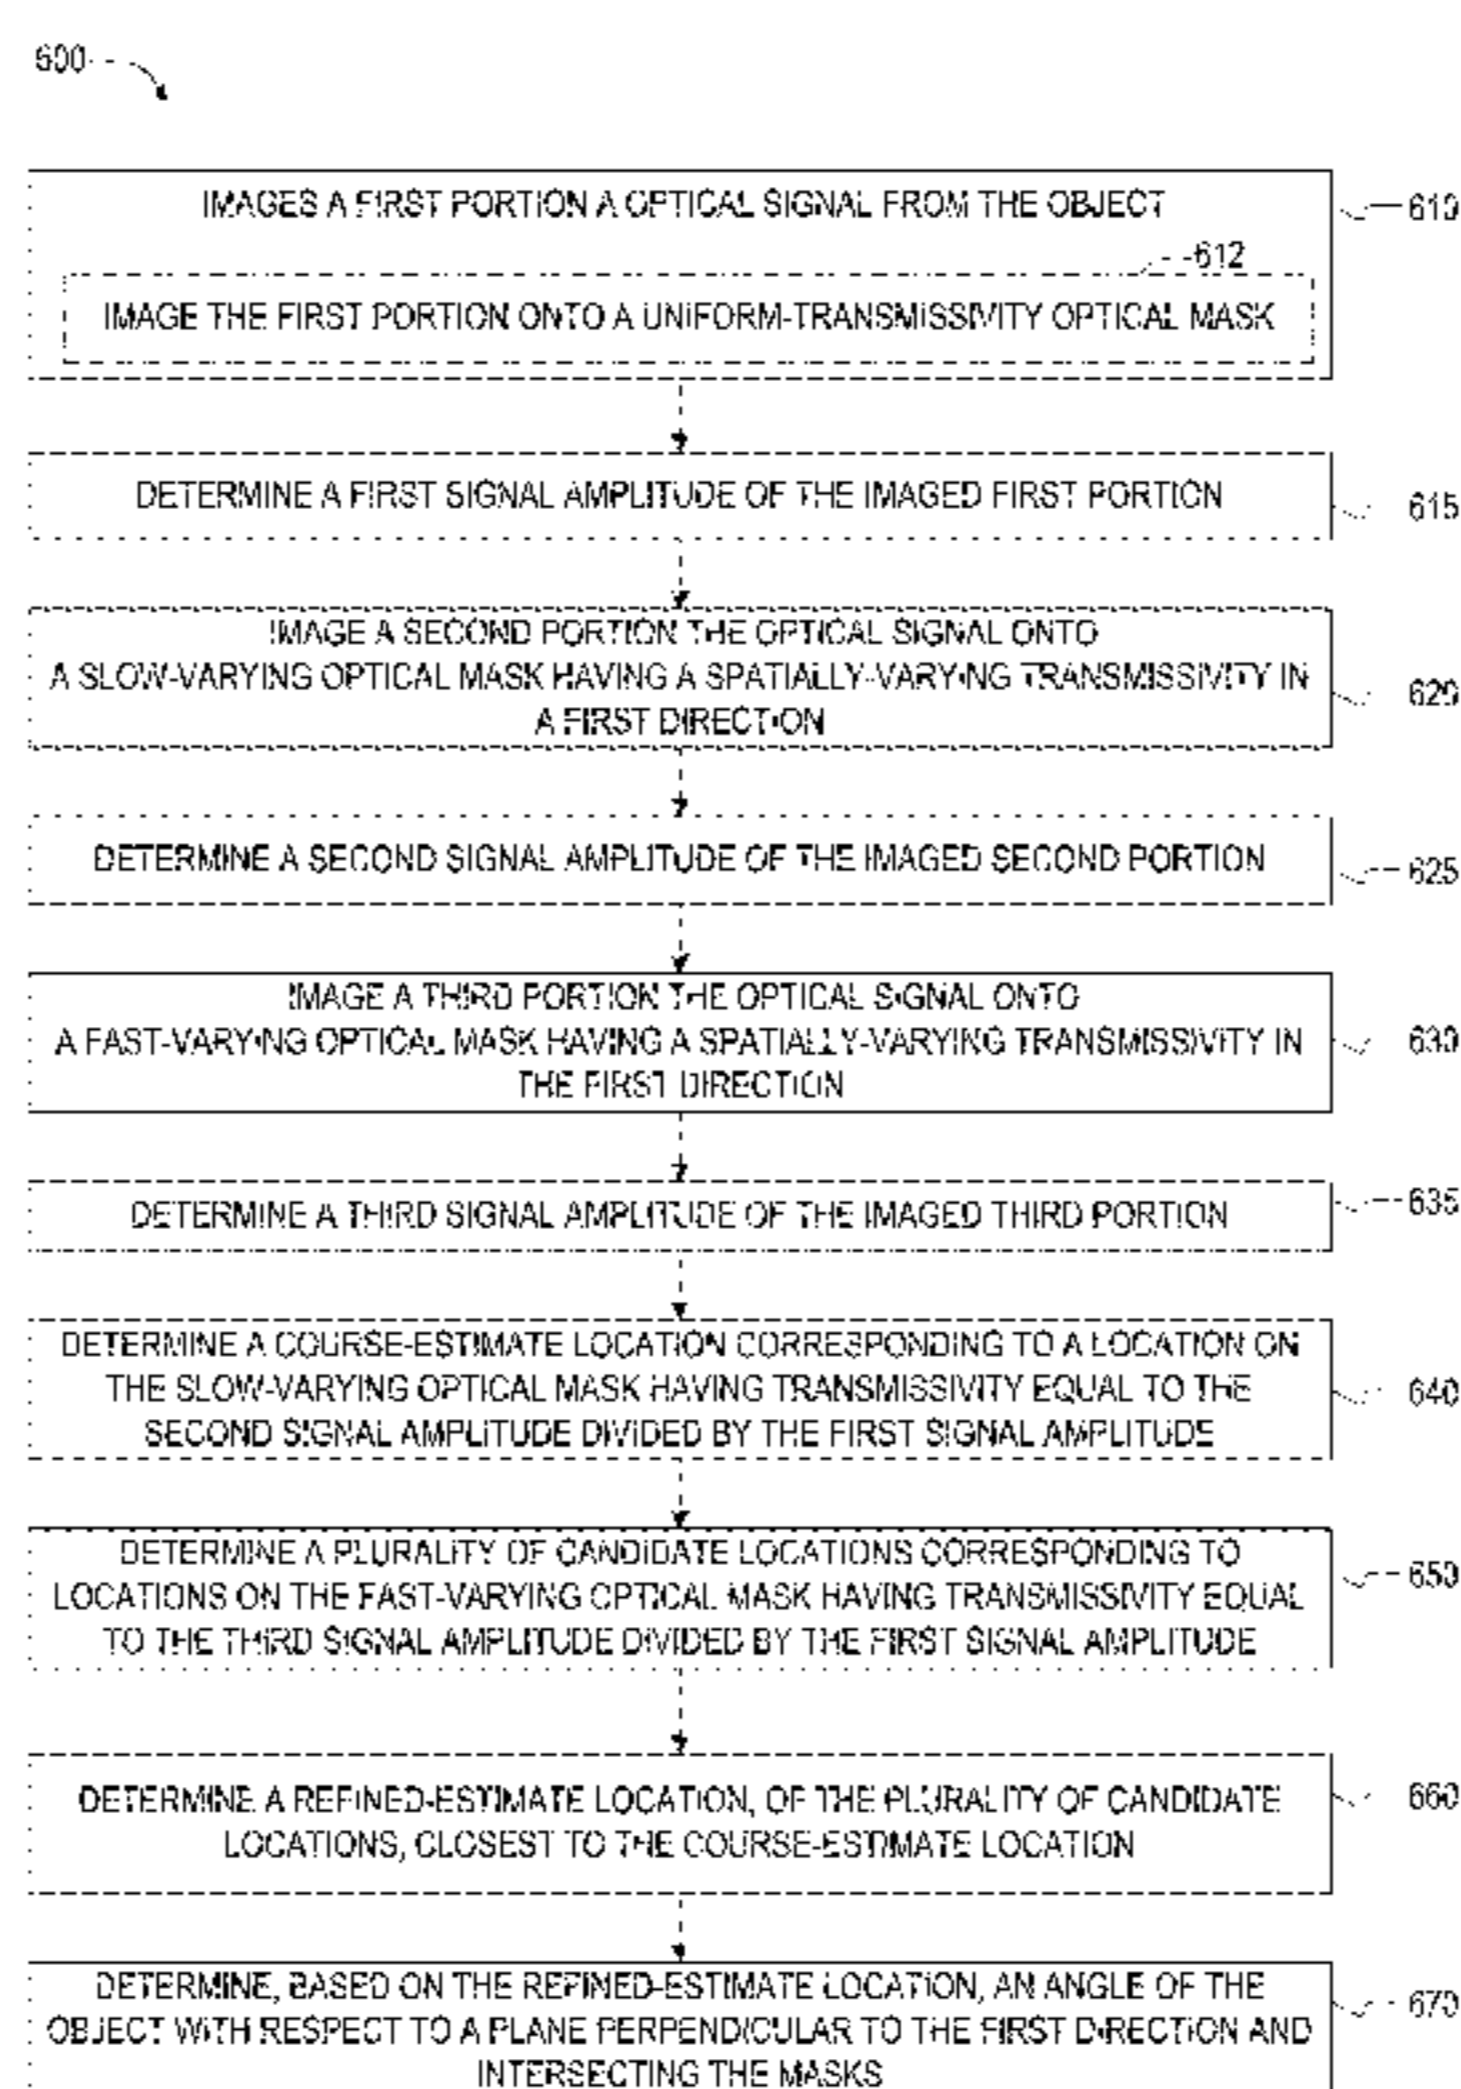 600
IMAGES A FIRST PORTION A OPTICAL SIGNAL FROM THE OBJECT
610
612
IMAGE THE FIRST PORTION ONTO A UNIFORM-TRANSMISSIVITY OPTICAL MASK
DETERMINE A FIRST SIGNAL AMPLITUDE OF THE IMAGED FIRST PORTION
615
IMAGE A SECOND PORTION THE OPTICAL SIGNAL ONTO
A SLOW-VARYING OPTICAL MASK HAVING A SPATIALLY-VARYING TRANSMISSIVITY IN
A FIRST DIRECTION
620
DETERMINE A SECOND SIGNAL AMPLITUDE OF THE IMAGED SECOND PORTION
625
IMAGE A THIRD PORTION THE OPTICAL SIGNAL ONTO
A FAST-VARYING OPTICAL MASK HAVING A SPATIALLY-VARYING TRANSMISSIVITY IN
THE FIRST DIRECTION
630
DETERMINE A THIRD SIGNAL AMPLITUDE OF THE IMAGED THIRD PORTION
635
DETERMINE A COURSE-ESTIMATE LOCATION CORRESPONDING TO A LOCATION ON
THE SLOW-VARYING OPTICAL MASK HAVING TRANSMISSIVITY EQUAL TO THE
SECOND SIGNAL AMPLITUDE DIVIDED BY THE FIRST SIGNAL AMPLITUDE
640
DETERMINE A PLURALITY OF CANDIDATE LOCATIONS CORRESPONDING TO
LOCATIONS ON THE FAST-VARYING OPTICAL MASK HAVING TRANSMISSIVITY EQUAL
TO THE THIRD SIGNAL AMPLITUDE DIVIDED BY THE FIRST SIGNAL AMPLITUDE
650
DETERMINE A REFINED-ESTIMATE LOCATION, OF THE PLURALITY OF CANDIDATE
LOCATIONS, CLOSEST TO THE COURSE-ESTIMATE LOCATION
660
DETERMINE, BASED ON THE REFINED-ESTIMATE LOCATION, AN ANGLE OF THE
OBJECT WITH RESPECT TO A PLANE PERPENDICULAR TO THE FIRST DIRECTION AND
INTERSECTING THE MASKS
670